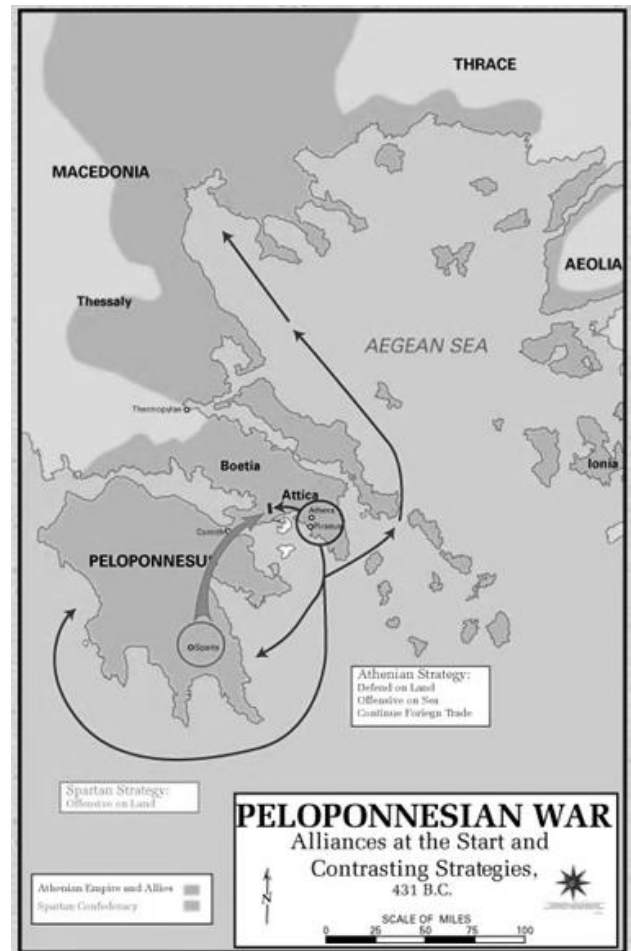 THRACE
MACEDONIA
AEOLIA
Thessaly
AEGEAN SEA
Thermopylae
Boetia
Ionia
Attica
Athens
Piraeus
Corinth
PELOPONNESU
Sparta
Athenian Strategy:
Defend on Land
Offensive on Sea
Continue Foriegn Trade
Spartan Strategy:
Offensive on Land
PELOPONNESIAN WAR
Alliances at the Start and
Contrasting Strategies,
431 B.C.
N
SCALE OF MILES
0 25 50 75 100
Athenian Empire and Allies
Spartan Confederacy